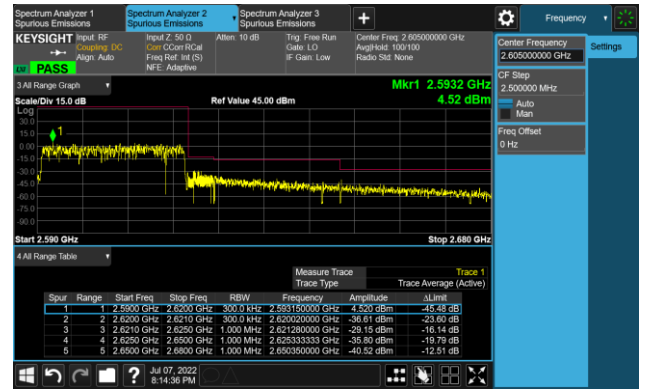 Spectrum Analyzer 1
Spurious Emissions
Spectrum Analyzer 2
Spurious Emissions
Spectrum Analyzer 3
Spurious Emissions
Frequency
KEYSIGHT
Input: RF
Coupling: DC
Align: Auto
Input Z: 50 Ω
Corr CCorr RCal
Freq Ref: Int (S)
NFE: Adaptive
Atten: 10 dB
Trig: Free Run
Gate: LO
IF Gain: Low
Center Freq: 2.605000000 GHz
Avg|Hold: 100/100
Radio Std: None
LXI
PASS
Center Frequency
2.605000000 GHz
Settings
CF Step
2.500000 MHz
Auto
Man
Freq Offset
0 Hz
3 All Range Graph
Mkr1 2.5932 GHz
Scale/Div 15.0 dB
Ref Value 45.00 dBm
4.52 dBm
Log
30.0
15.0
1
0.00
-15.0
-30.0
-45.0
-60.0
-75.0
-90.0
Start 2.590 GHz
Stop 2.680 GHz
4 All Range Table
Measure Trace
Trace 1
Trace Type
Trace Average (Active)
Spur Range Start Freq Stop Freq RBW Frequency Amplitude ΔLimit
1 1 2.5900 GHz 2.6200 GHz 300.0 kHz 2.593150000 GHz 4.520 dBm -45.48 dB
2 2 2.6200 GHz 2.6210 GHz 300.0 kHz 2.620020000 GHz -36.61 dBm -23.60 dB
3 3 2.6210 GHz 2.6250 GHz 1.000 MHz 2.621280000 GHz -29.15 dBm -16.14 dB
4 4 2.6250 GHz 2.6500 GHz 1.000 MHz 2.625333333 GHz -35.80 dBm -19.79 dB
5 5 2.6500 GHz 2.6800 GHz 1.000 MHz 2.650350000 GHz -40.52 dBm -12.51 dB
?
Jul 07, 2022
8:14:36 PM